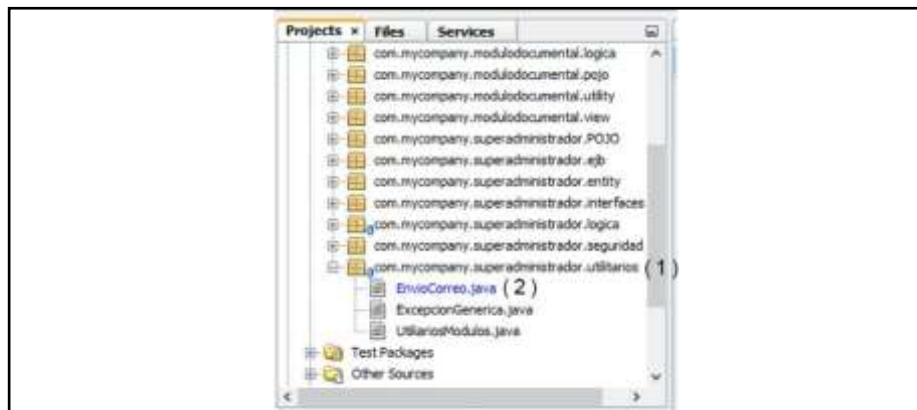 Projects × Files Services
com.mycompany.modulodocumental.logica
com.mycompany.modulodocumental.pojo
com.mycompany.modulodocumental.utility
com.mycompany.modulodocumental.view
com.mycompany.superadministrador.POJO
com.mycompany.superadministrador.ejb
com.mycompany.superadministrador.entity
com.mycompany.superadministrador.interfaces
com.mycompany.superadministrador.logica
com.mycompany.superadministrador.seguridad
com.mycompany.superadministrador.utilitarios ( 1 )
EnvioCorreo.java ( 2 )
ExcepcionGenerica.java
UtiliariosModulos.java
Test Packages
Other Sources